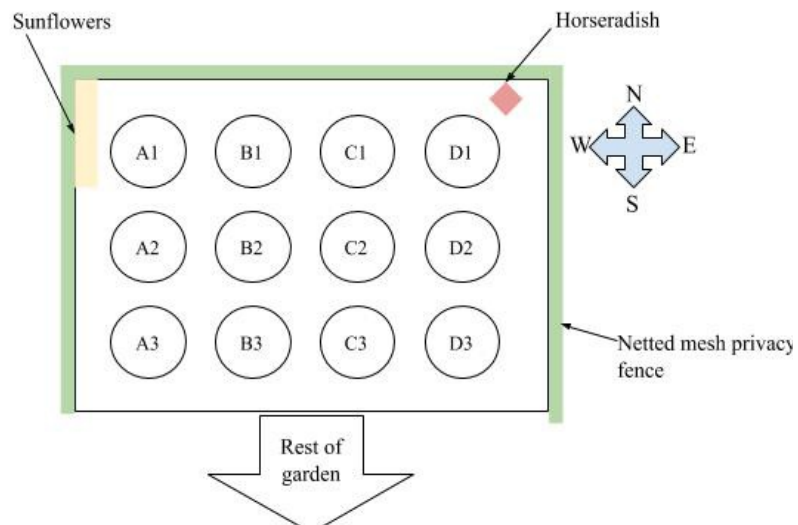 Sunflowers
Horseradish
N
W
E
S
A1
B1
C1
D1
A2
B2
C2
D2
A3
B3
C3
D3
Netted mesh privacy
fence
Rest of
garden